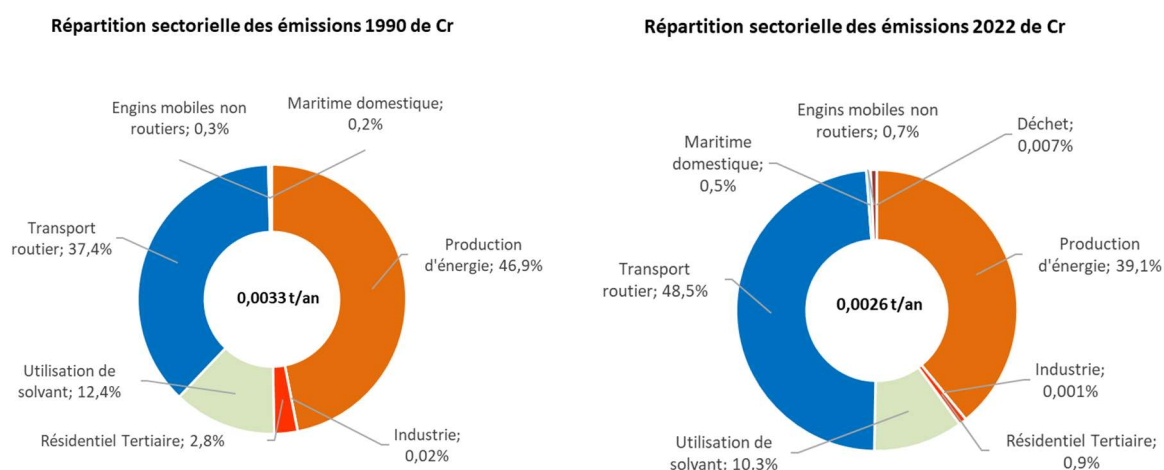 Répartition sectorielle des émissions 1990 de Cr
Engins mobiles non
routiers; 0,3%
Maritime domestique;
0,2%
Transport
routier; 37,4%
Production
d'énergie; 46,9%
0,0033 t/an
Utilisation de
solvant; 12,4%
Résidentiel Tertiaire; 2,8%
Industrie;
0,02%
Répartition sectorielle des émissions 2022 de Cr
Engins mobiles non
routiers; 0,7%
Déchet;
0,007%
Maritime
domestique;
0,5%
Transport
routier; 48,5%
Production
d'énergie; 39,1%
0,0026 t/an
Industrie;
0,001%
Utilisation de
solvant; 10,3%
Résidentiel Tertiaire;
0,9%